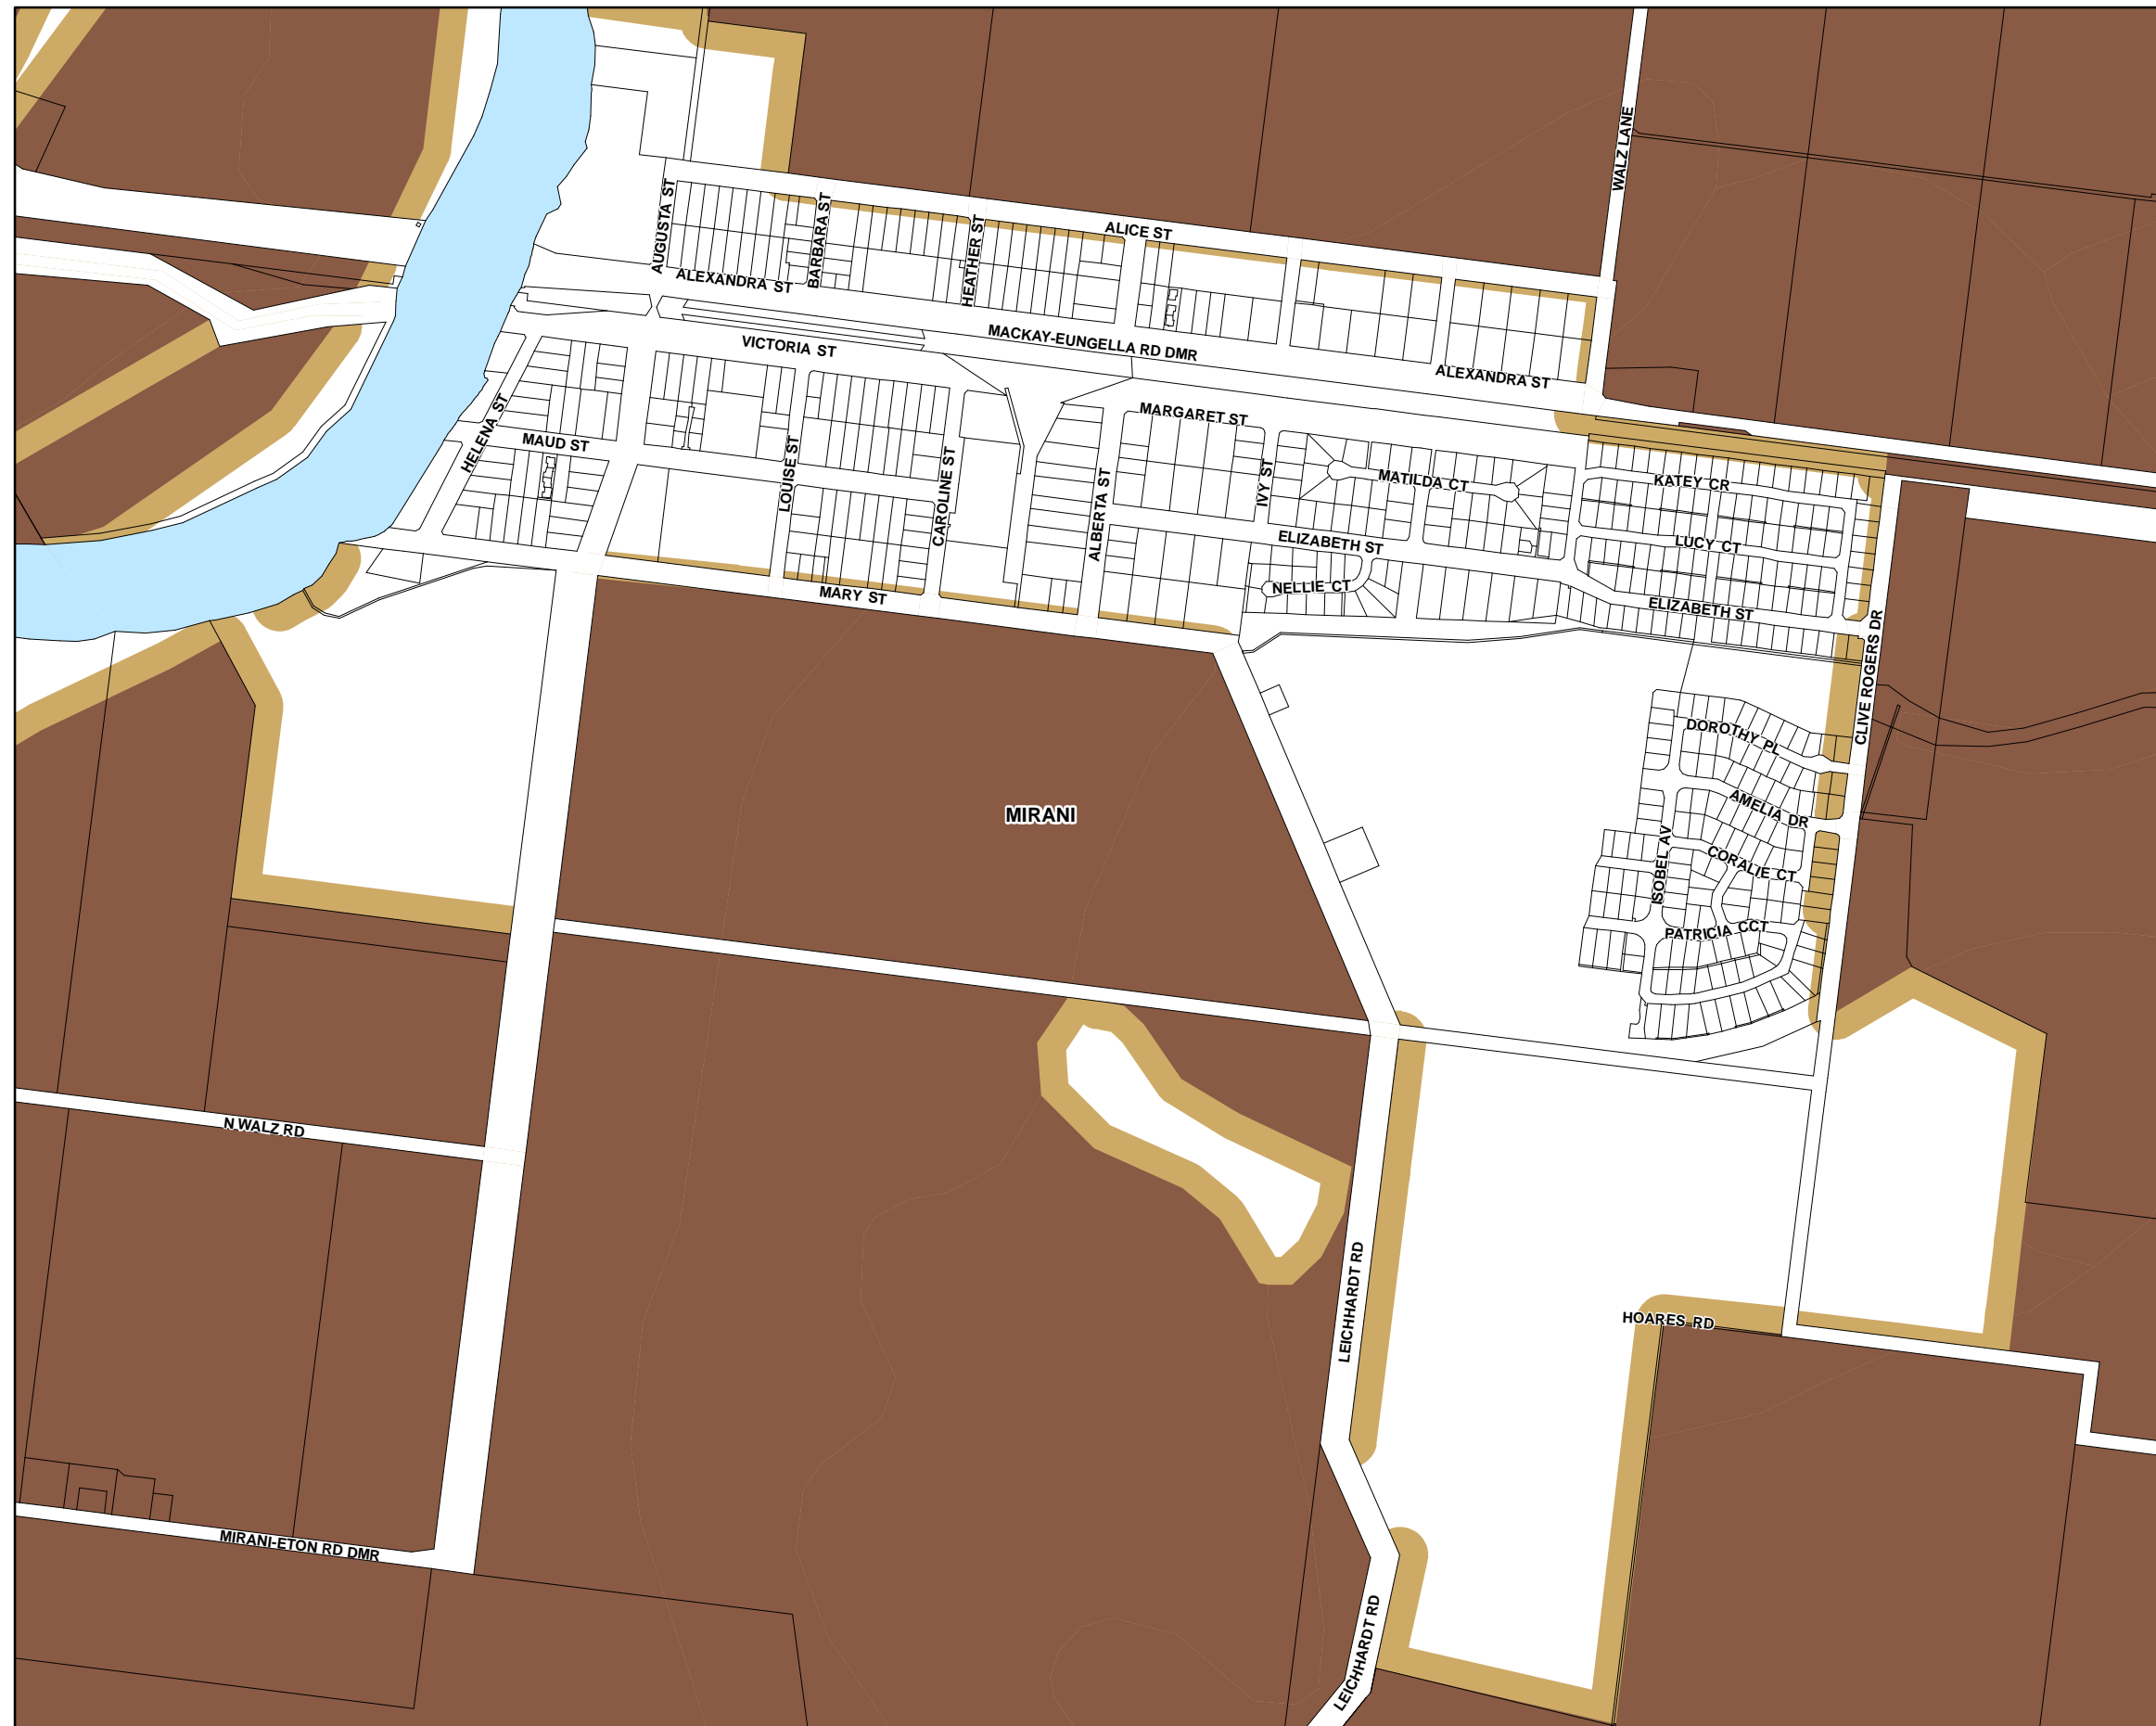 WALZ LANE
AUGUSTA ST
BARBARA ST
HEATHER ST
ALICE ST
ALEXANDRA ST
MACKAY-EUNGELLA RD DMR
VICTORIA ST
ALEXANDRA ST
HELENA ST
MAUD ST
LOUISE ST
CAROLINE ST
ALBERTA ST
MARGARET ST
IVY ST
MATILDA CT
KATEY CR
LUCY CT
ELIZABETH ST
NELLIE CT
ELIZABETH ST
MARY ST
CLIVE ROGERS DR
DOROTHY PL
AMELIA DR
CORALIE CT
ISOBEL AV
PATRICIA CCT
MIRANI
N WALZ RD
LEICHHARDT RD
HOARES RD
MIRANI-ETON RD DMR
LEICHHARDT RD